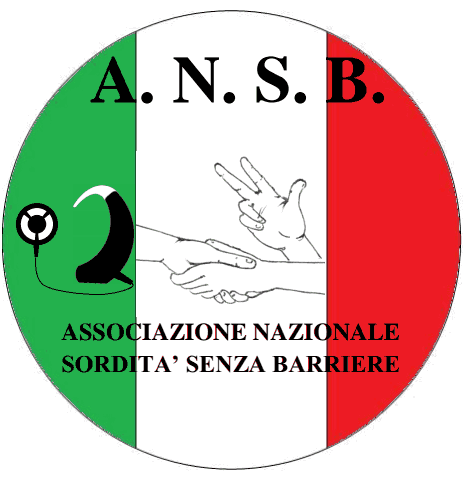 A. N. S. B.
ASSOCIAZIONE NAZIONALE
SORDITA’ SENZA BARRIERE